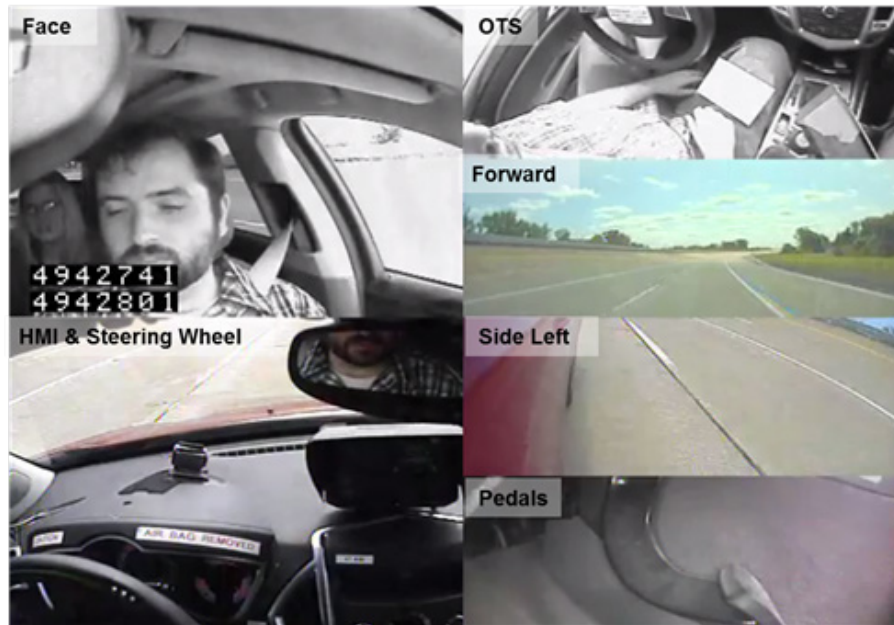 Face
4942741
4942801
OTS
Forward
HMI & Steering Wheel
AIR BAG REMOVED
Side Left
Pedals